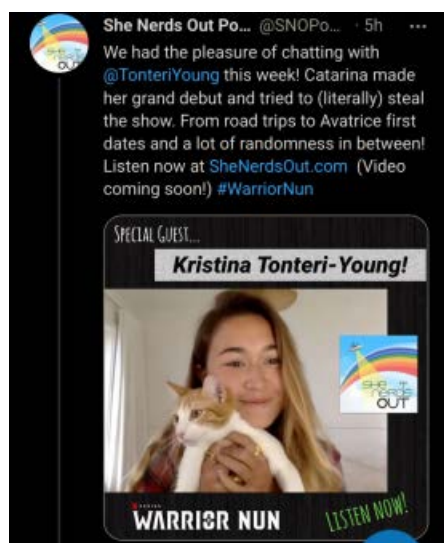 She Nerds Out Po... @SNOPo... · 5h
We had the pleasure of chatting with
@TonteriYoung this week! Catarina made
her grand debut and tried to (literally) steal
the show. From road trips to Avatrice first
dates and a lot of randomness in between!
Listen now at SheNerdsOut.com (Video
coming soon!) #WarriorNun
SPECIAL GUEST...
Kristina Tonteri-Young!
she
nerds
OUT
WARRIOR NUN
LISTEN NOW!